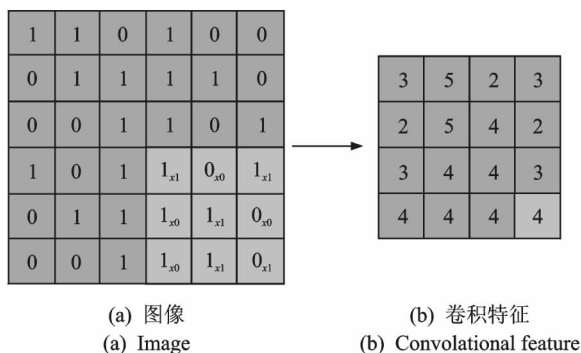 1 1 0 1 0 0
0 1 1 1 1 0
0 0 1 1 0 1
1 0 1 1x1 0x0 1x1
0 1 1 1x0 1x1 0x0
0 0 1 1x0 1x1 0x1
3 5 2 3
2 5 4 2
3 4 4 3
4 4 4 4
(a) 图像
(a) Image
(b) 卷积特征
(b) Convolational feature